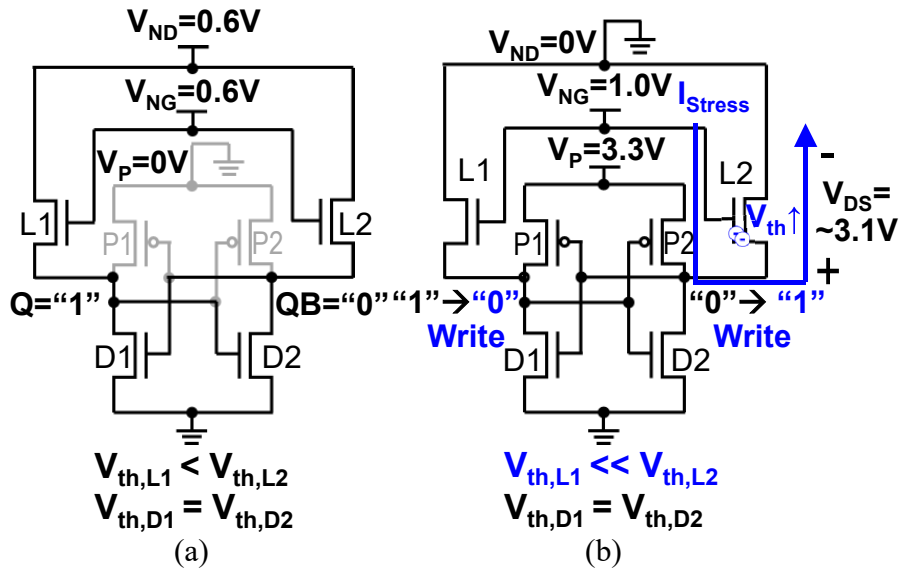 V_ND=0.6V
V_NG=0.6V
V_P=0V
L1
L2
P1
P2
Q="1"
QB="0"
D1
D2
V_th,L1 < V_th,L2
V_th,D1 = V_th,D2
(a)
V_ND=0V
V_NG=1.0V
I_Stress
V_P=3.3V
L1
L2
-
V_DS=
~3.1V
+
V_th↑
P1
P2
"1"→"0"
Write
"0"→"1"
Write
D1
D2
V_th,L1 << V_th,L2
V_th,D1 = V_th,D2
(b)